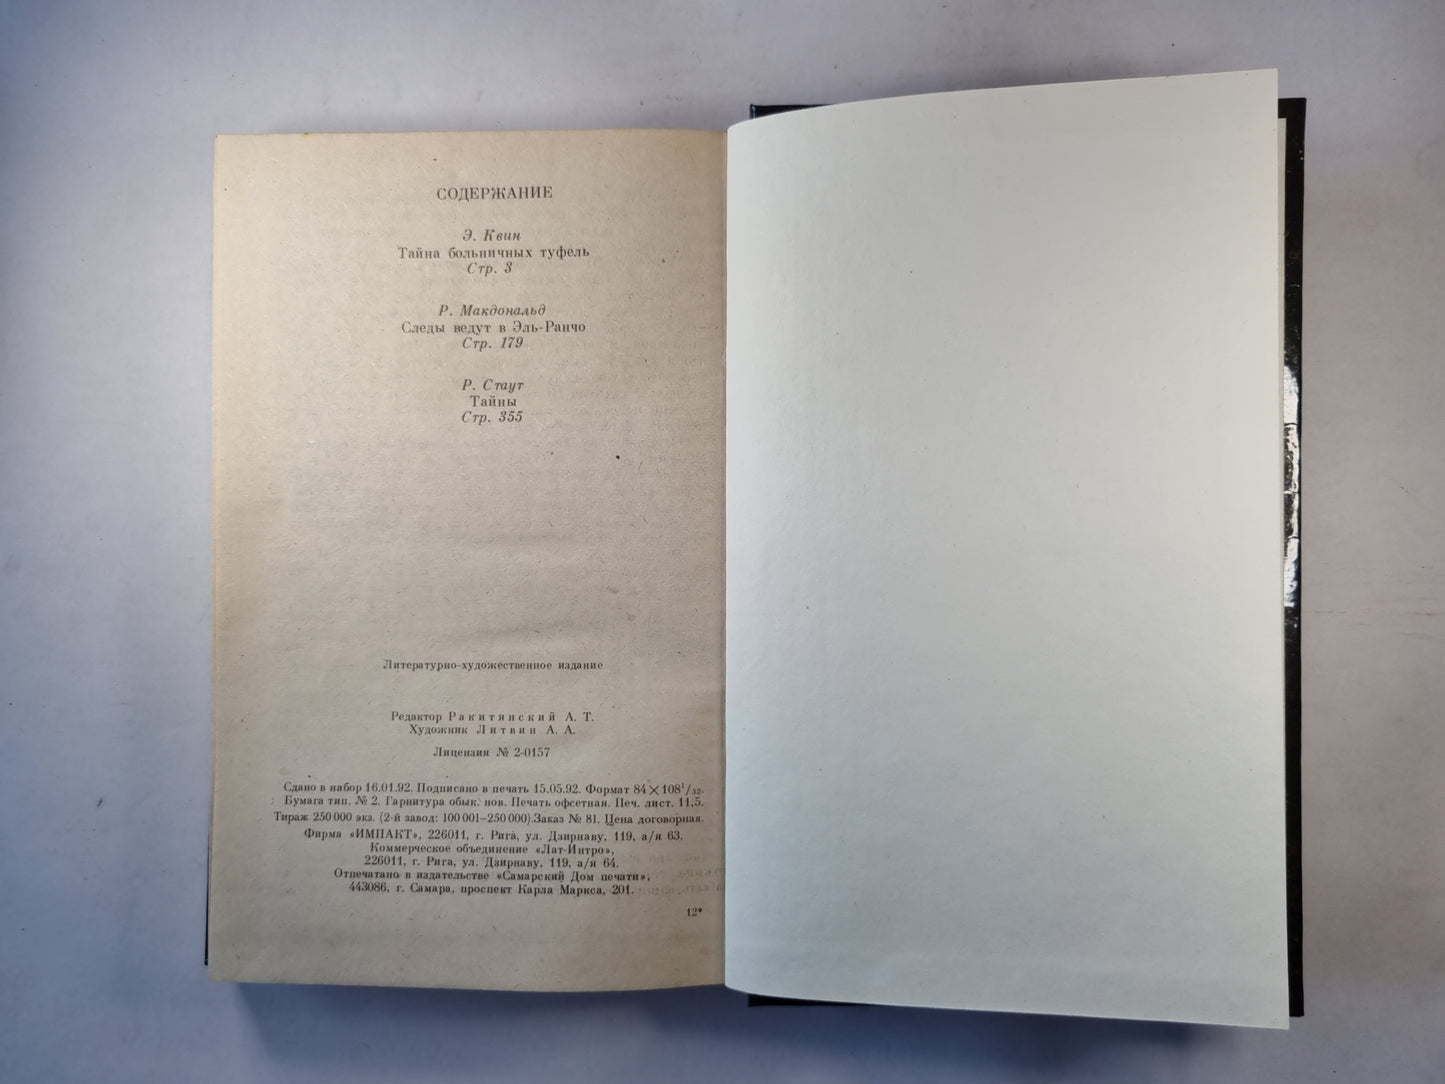 СОДЕРЖАНИЕ
Э. Квин
Тайна больничных туфель
Стр. 3
Р. Макдональд
Следы ведут в Эль-Ранчо
Стр. 179
Р. Стаут
Тайны
Стр. 355
Литературно-художественное издание
Редактор Ракитянский А. Т.
Художник Литвин А. А.
Лицензия № 2-0157
Сдано в набор 16.01.92. Подписано в печать 15.05.92. Формат 84×108¹/₃₂.
Бумага тип. № 2. Гарнитура обык. нов. Печать офсетная. Печ. лист. 11,5.
Тираж 250 000 экз. (2-й завод: 100 001–250 000).Заказ № 81. Цена договорная.
Фирма «ИМПАКТ», 226011, г. Рига, ул. Дзирнаву, 119, а/я 63.
Коммерческое объединение «Лат-Интро»,
226011, г. Рига, ул. Дзирнаву, 119, а/я 64.
Отпечатано в издательстве «Самарский Дом печати»,
443086, г. Самара, проспект Карла Маркса, 201.
12*